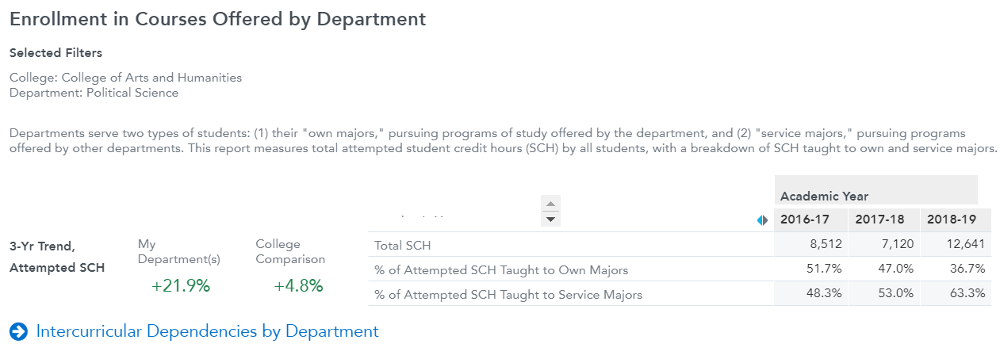 Enrollment in Courses Offered by Department
Selected Filters
College: College of Arts and Humanities
Department: Political Science
Departments serve two types of students: (1) their "own majors," pursuing programs of study offered by the department, and (2) "service majors," pursuing programs
offered by other departments. This report measures total attempted student credit hours (SCH) by all students, with a breakdown of SCH taught to own and service majors.
Academic Year
2016-17 2017-18 2018-19
3-Yr Trend,
Attempted SCH
My
Department(s)
+21.9%
College
Comparison
+4.8%
Total SCH 8,512 7,120 12,641
% of Attempted SCH Taught to Own Majors 51.7% 47.0% 36.7%
% of Attempted SCH Taught to Service Majors 48.3% 53.0% 63.3%
Intercurricular Dependencies by Department